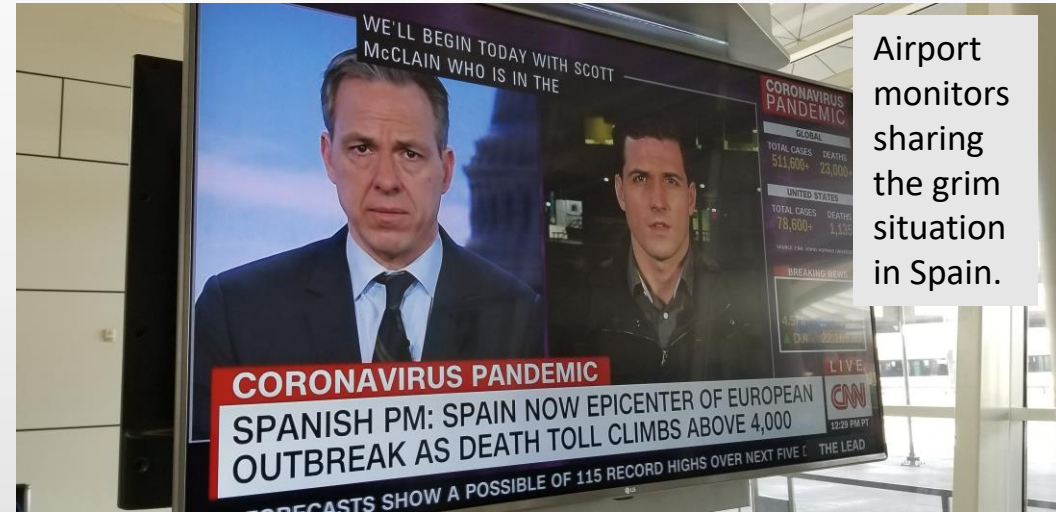 WE'LL BEGIN TODAY WITH SCOTT
McCLAIN WHO IS IN THE
CORONAVIRUS
PANDEMIC
GLOBAL
TOTAL CASES DEATHS
511,600+ 23,000+
UNITED STATES
TOTAL CASES DEATHS
78,600+ 1,135
BREAKING NEWS
LIVE
CNN
12:29 PM PT
CORONAVIRUS PANDEMIC
SPANISH PM: SPAIN NOW EPICENTER OF EUROPEAN
OUTBREAK AS DEATH TOLL CLIMBS ABOVE 4,000
FORECASTS SHOW A POSSIBLE OF 115 RECORD HIGHS OVER NEXT FIVE D THE LEAD
LG
Airport
monitors
sharing
the grim
situation
in Spain.